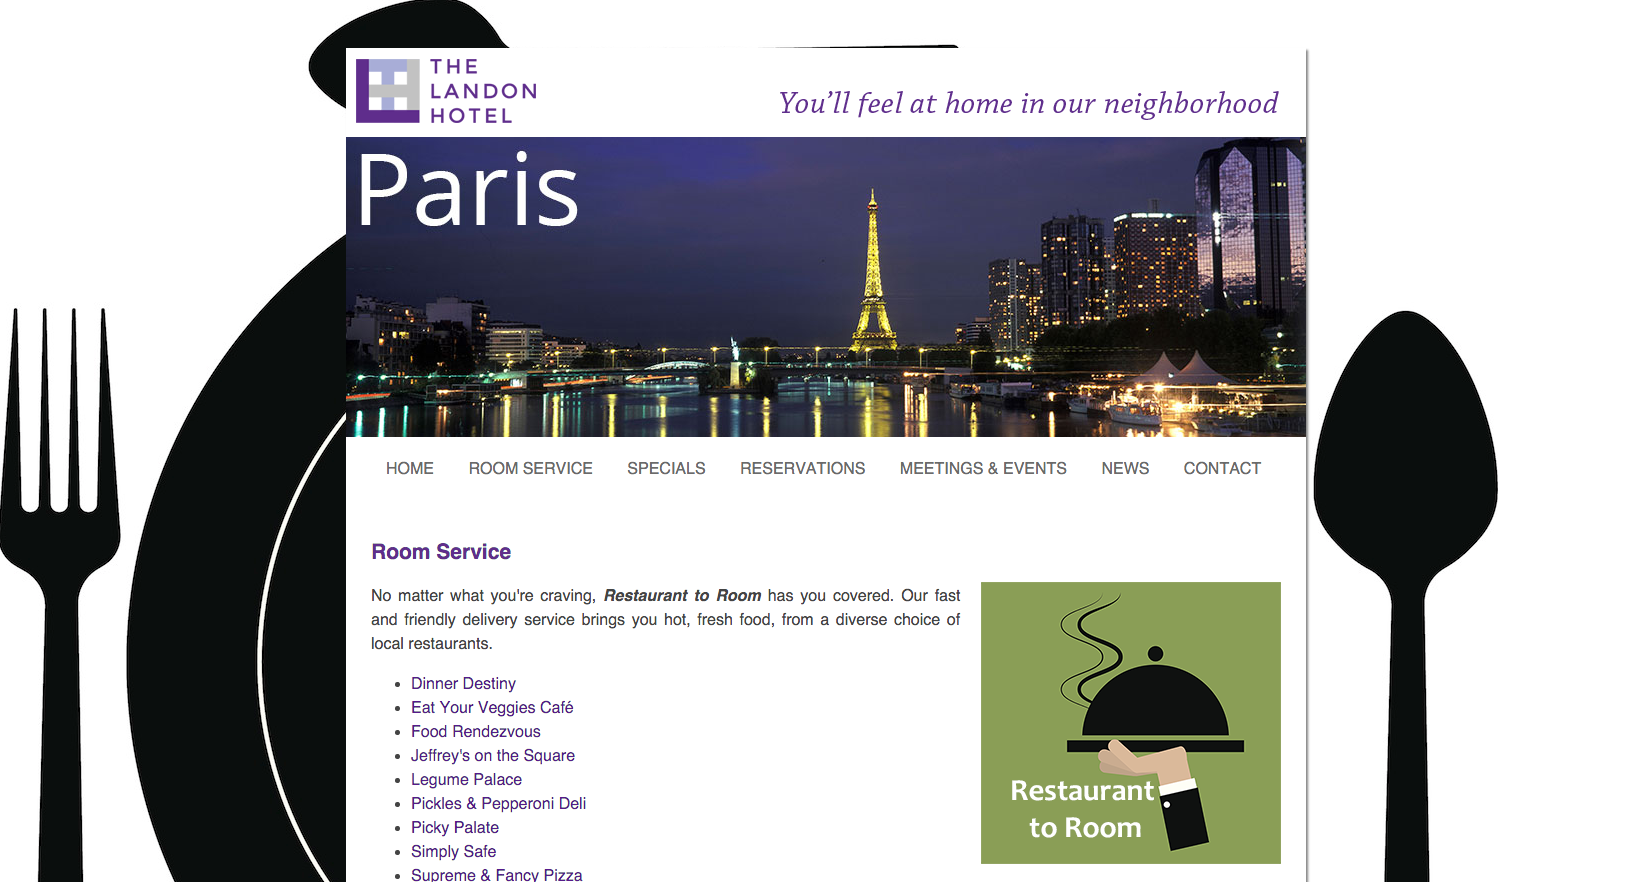 THE
LANDON
HOTEL
You’ll feel at home in our neighborhood
Paris
HOME ROOM SERVICE SPECIALS RESERVATIONS MEETINGS & EVENTS NEWS CONTACT
Room Service
No matter what you're craving, Restaurant to Room has you covered. Our fast
and friendly delivery service brings you hot, fresh food, from a diverse choice of
local restaurants.
Dinner Destiny
Eat Your Veggies Café
Food Rendezvous
Jeffrey's on the Square
Legume Palace
Pickles & Pepperoni Deli
Picky Palate
Simply Safe
Supreme & Fancy Pizza
Restaurant
to Room